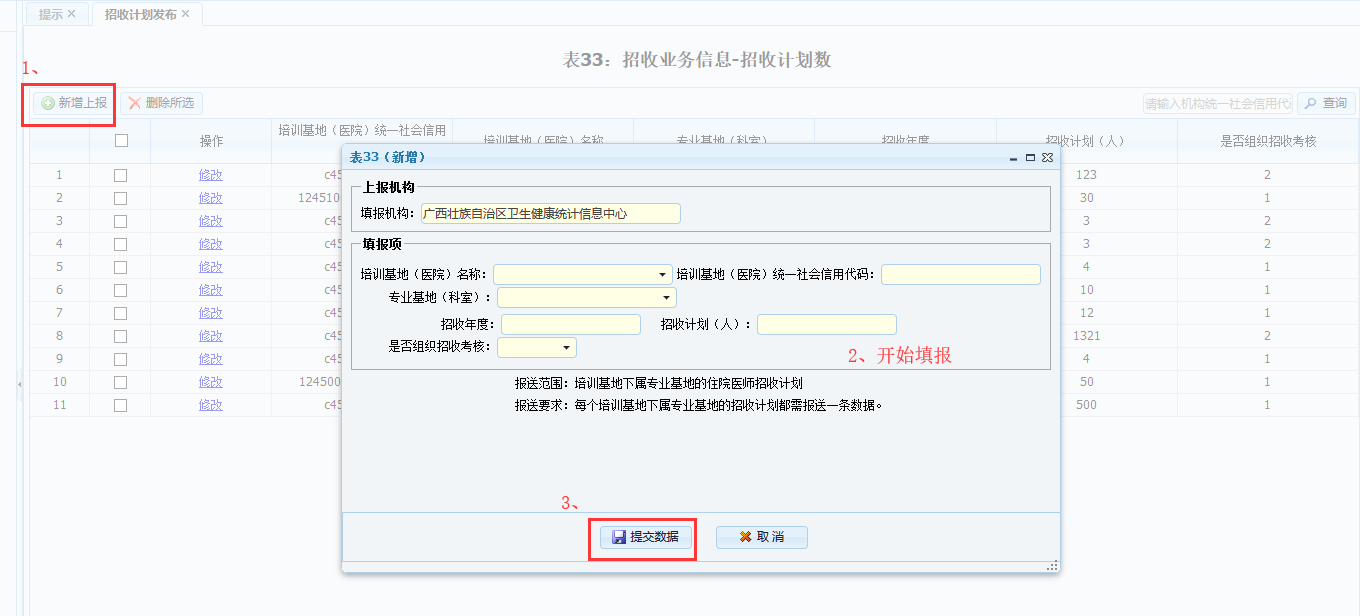 提示 招收计划发布
表33：招收业务信息-招收计划数
1、
新增上报 删除所选 请输入机构统一社会信用代 查询
操作 培训基地（医院）统一社会信用 培训基地（医院）名称 专业基地（科室） 招收年度 招收计划（人） 是否组织招收考核
1 修改 c45 123 2
2 修改 124510 30 1
3 修改 c45 3 2
4 修改 c45 3 2
5 修改 c45 4 1
6 修改 c45 10 1
7 修改 c45 12 1
8 修改 c45 1321 2
9 修改 c45 4 1
10 修改 124500 50 1
11 修改 c45 500 1
表33（新增）
上报机构
填报机构： 广西壮族自治区卫生健康统计信息中心
填报项
培训基地（医院）名称： 培训基地（医院）统一社会信用代码：
专业基地（科室）：
招收年度： 招收计划（人）：
是否组织招收考核：
2、开始填报
报送范围：培训基地下属专业基地的住院医师招收计划
报送要求：每个培训基地下属专业基地的招收计划都需报送一条数据。
3、
提交数据 取消